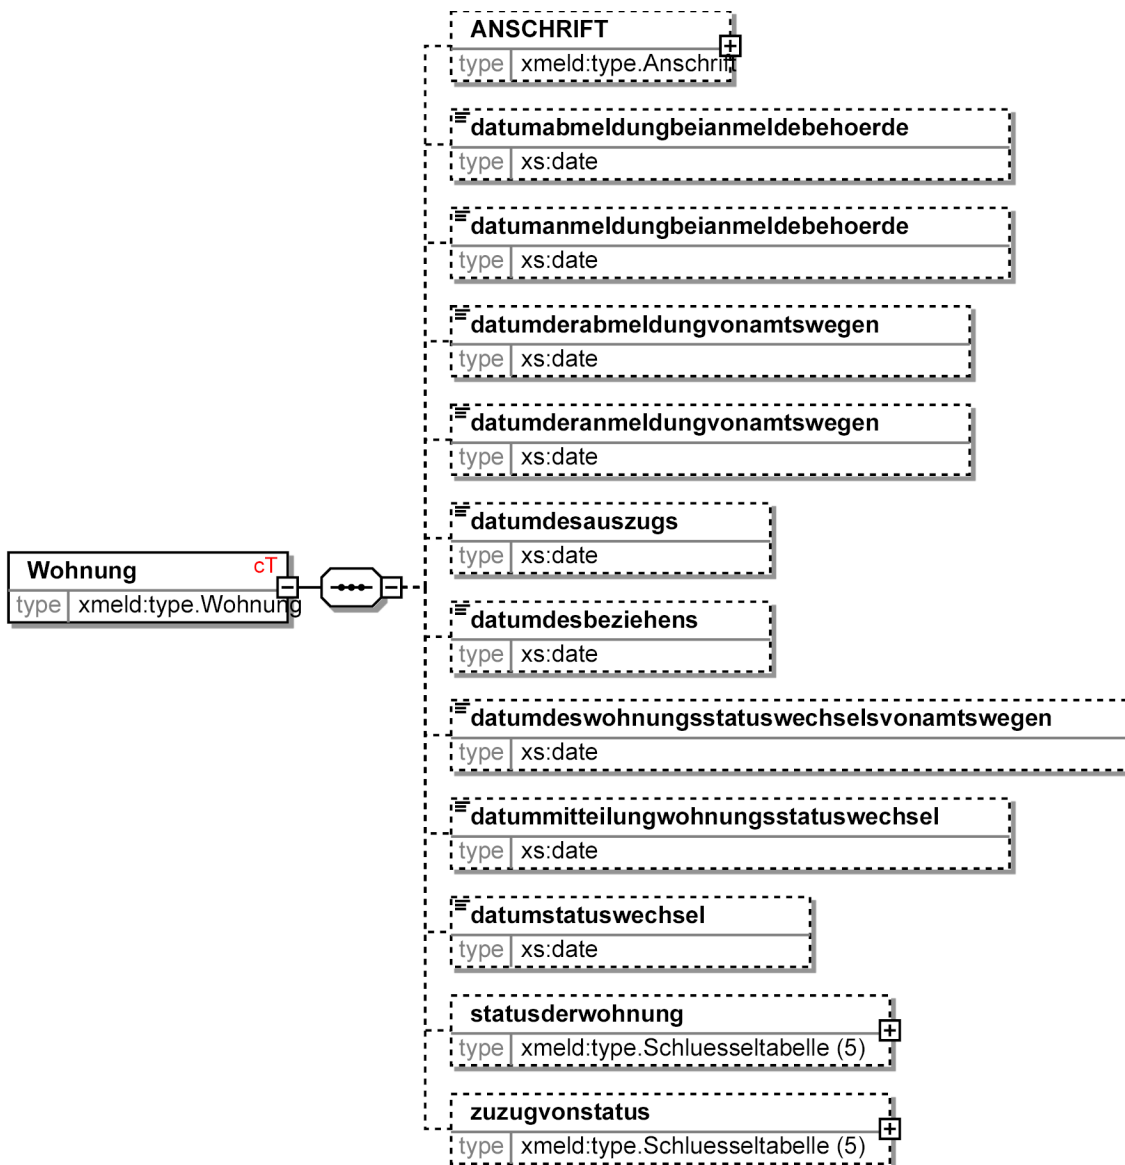 ANSCHRIFT
type xmeld:type.Anschrift
datumabmeldungbeianmeldebehoerde
type xs:date
datumanmeldungbeianmeldebehoerde
type xs:date
datumderabmeldungvonamtswegen
type xs:date
datumderanmeldungvonamtswegen
type xs:date
datumdesauszugs
type xs:date
Wohnung cT
type xmeld:type.Wohnung
datumdesbeziehens
type xs:date
datumdeswohnungsstatuswechselsvonamtswegen
type xs:date
datummitteilungwohnungsstatuswechsel
type xs:date
datumstatuswechsel
type xs:date
statusderwohnung
type xmeld:type.Schluesseltabelle (5)
zuzugvonstatus
type xmeld:type.Schluesseltabelle (5)